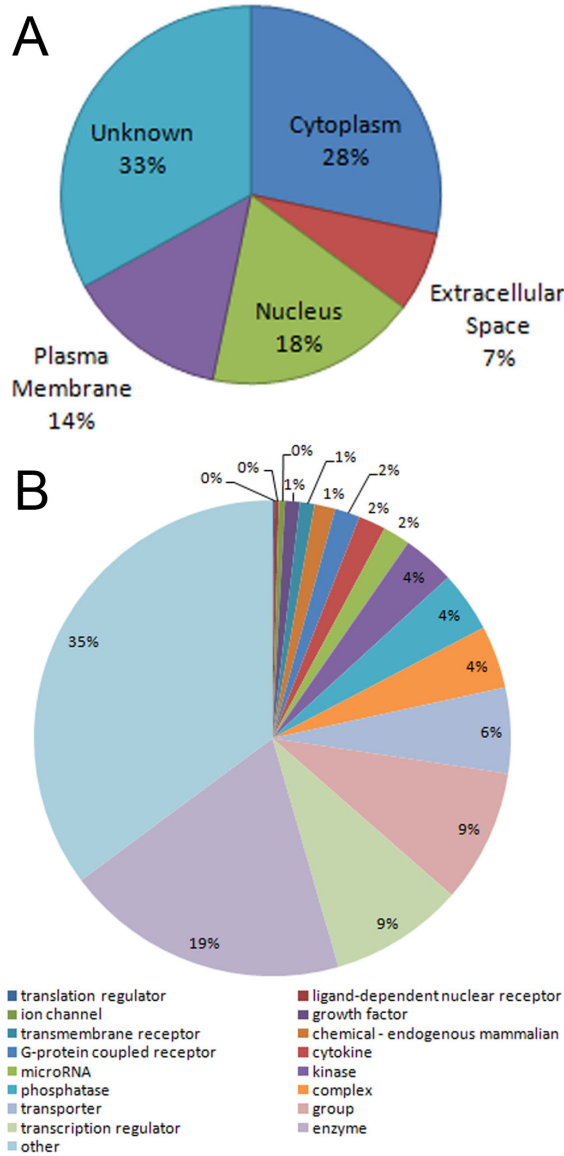 A
Unknown
33%
Cytoplasm
28%
Extracellular
Space
7%
Nucleus
18%
Plasma
Membrane
14%
B
0%
0%
0%
1%
1%
1%
2%
2%
2%
4%
4%
4%
6%
9%
9%
19%
35%
translation regulator
ligand-dependent nuclear receptor
ion channel
growth factor
transmembrane receptor
chemical - endogenous mammalian
G-protein coupled receptor
cytokine
microRNA
kinase
phosphatase
complex
transporter
group
transcription regulator
enzyme
other